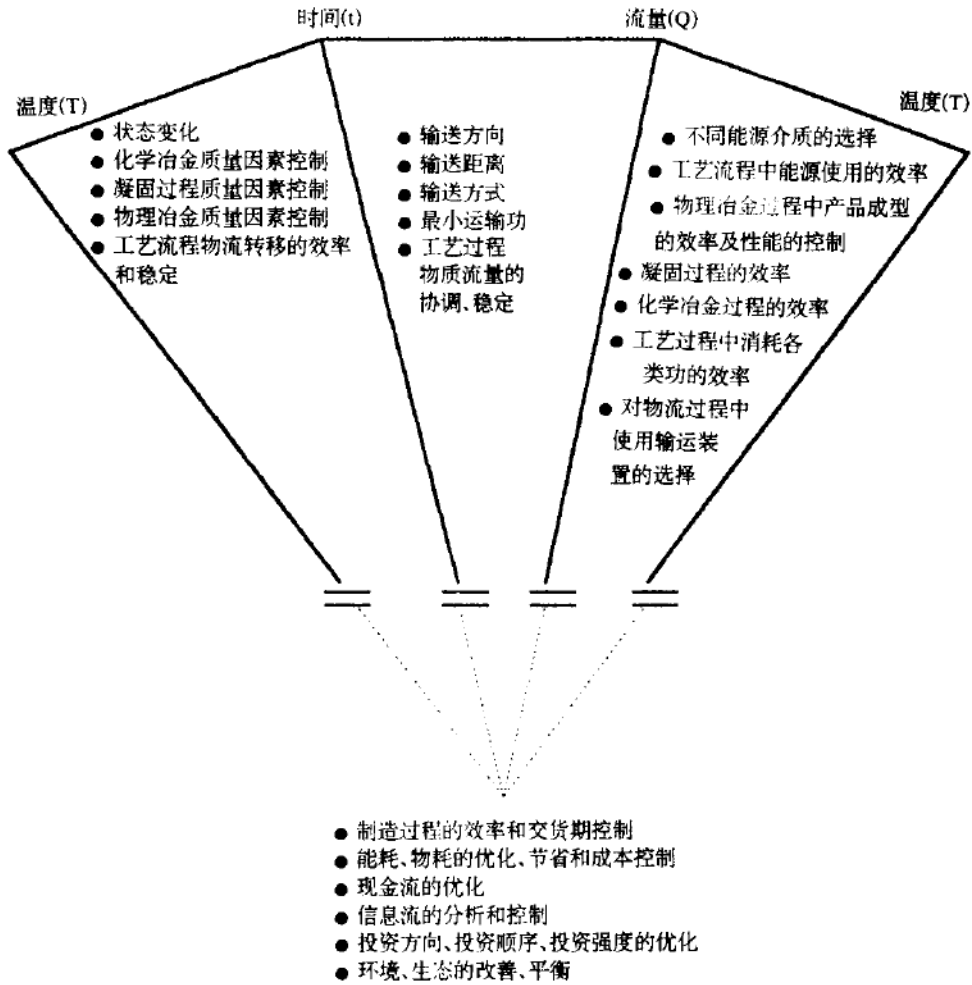 时间(t)
流量(Q)
温度(T)
温度(T)
● 状态变化
● 化学冶金质量因素控制
● 凝固过程质量因素控制
● 物理冶金质量因素控制
● 工艺流程物流转移的效率
和稳定
● 输送方向
● 输送距离
● 输送方式
● 最小运输功
● 工艺过程
物质流量的
协调、稳定
● 不同能源介质的选择
● 工艺流程中能源使用的效率
● 物理冶金过程中产品成型
的效率及性能的控制
● 凝固过程的效率
● 化学冶金过程的效率
● 工艺过程中消耗各
类功的效率
● 对物流过程中
使用输运装
置的选择
● 制造过程的效率和交货期控制
● 能耗、物耗的优化、节省和成本控制
● 现金流的优化
● 信息流的分析和控制
● 投资方向、投资顺序、投资强度的优化
● 环境、生态的改善、平衡